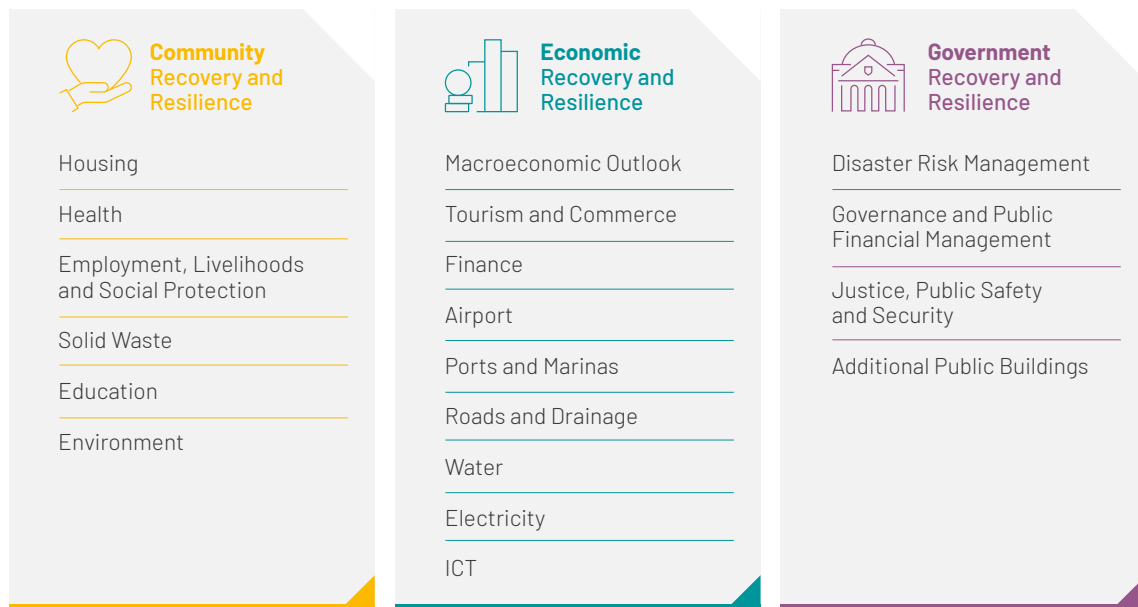 Community
Recovery and
Resilience
Housing
Health
Employment, Livelihoods
and Social Protection
Solid Waste
Education
Environment
Economic
Recovery and
Resilience
Macroeconomic Outlook
Tourism and Commerce
Finance
Airport
Ports and Marinas
Roads and Drainage
Water
Electricity
ICT
Government
Recovery and
Resilience
Disaster Risk Management
Governance and Public
Financial Management
Justice, Public Safety
and Security
Additional Public Buildings